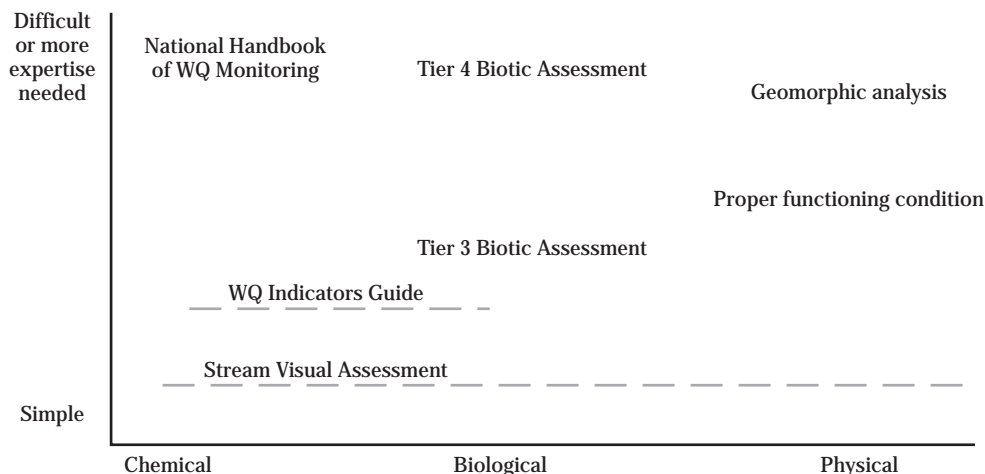 Difficult
or more
expertise
needed
National Handbook
of WQ Monitoring
Tier 4 Biotic Assessment
Geomorphic analysis
Proper functioning condition
Tier 3 Biotic Assessment
WQ Indicators Guide
Stream Visual Assessment
Simple
Chemical
Biological
Physical